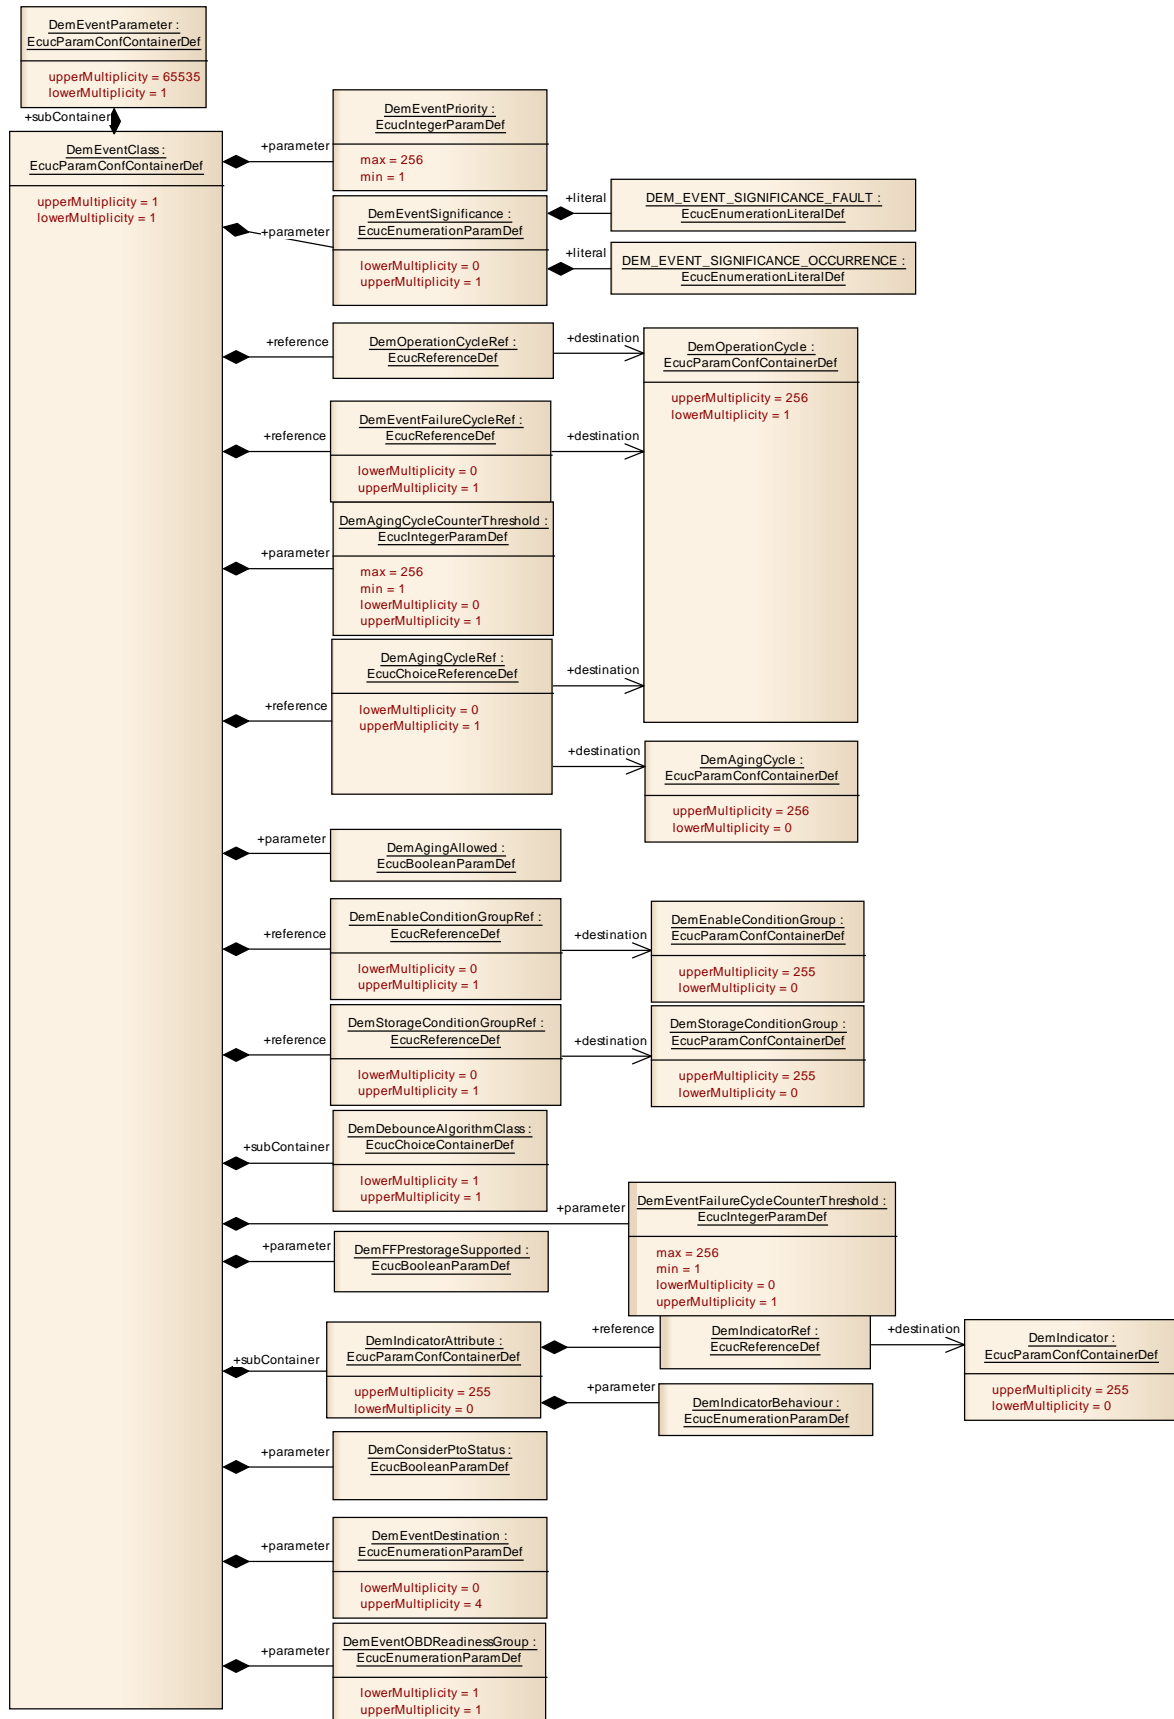 DemEventParameter :
EcucParamConfContainerDef
upperMultiplicity = 65535
lowerMultiplicity = 1
+subContainer
DemEventClass:
EcucParamConfContainerDef
upperMultiplicity = 1
lowerMultiplicity = 1
+parameter
DemEventPriority :
EcucIntegerParamDef
max = 256
min = 1
+parameter
DemEventSignificance :
EcucEnumerationParamDef
lowerMultiplicity = 0
upperMultiplicity = 1
+literal
DEM_EVENT_SIGNIFICANCE_FAULT :
EcucEnumerationLiteralDef
+literal
DEM_EVENT_SIGNIFICANCE_OCCURRENCE :
EcucEnumerationLiteralDef
+reference
DemOperationCycleRef :
EcucReferenceDef
+destination
DemOperationCycle :
EcucParamConfContainerDef
upperMultiplicity = 256
lowerMultiplicity = 1
+reference
DemEventFailureCycleRef :
EcucReferenceDef
lowerMultiplicity = 0
upperMultiplicity = 1
+destination
+parameter
DemAgingCycleCounterThreshold :
EcucIntegerParamDef
max = 256
min = 1
lowerMultiplicity = 0
upperMultiplicity = 1
+reference
DemAgingCycleRef :
EcucChoiceReferenceDef
lowerMultiplicity = 0
upperMultiplicity = 1
+destination
+destination
DemAgingCycle :
EcucParamConfContainerDef
upperMultiplicity = 256
lowerMultiplicity = 0
+parameter
DemAgingAllowed :
EcucBooleanParamDef
+reference
DemEnableConditionGroupRef :
EcucReferenceDef
lowerMultiplicity = 0
upperMultiplicity = 1
+destination
DemEnableConditionGroup :
EcucParamConfContainerDef
upperMultiplicity = 255
lowerMultiplicity = 0
+reference
DemStorageConditionGroupRef :
EcucReferenceDef
lowerMultiplicity = 0
upperMultiplicity = 1
+destination
DemStorageConditionGroup :
EcucParamConfContainerDef
upperMultiplicity = 255
lowerMultiplicity = 0
+subContainer
DemDebounceAlgorithmClass :
EcucChoiceContainerDef
lowerMultiplicity = 1
upperMultiplicity = 1
+parameter
DemEventFailureCycleCounterThreshold :
EcucIntegerParamDef
max = 256
min = 1
lowerMultiplicity = 0
upperMultiplicity = 1
+parameter
DemFFPrestorageSupported :
EcucBooleanParamDef
+subContainer
DemIndicatorAttribute :
EcucParamConfContainerDef
upperMultiplicity = 255
lowerMultiplicity = 0
+reference
DemIndicatorRef :
EcucReferenceDef
+destination
DemIndicator :
EcucParamConfContainerDef
upperMultiplicity = 255
lowerMultiplicity = 0
+parameter
DemIndicatorBehaviour :
EcucEnumerationParamDef
+parameter
DemConsiderPtoStatus :
EcucBooleanParamDef
+parameter
DemEventDestination :
EcucEnumerationParamDef
lowerMultiplicity = 0
upperMultiplicity = 4
+parameter
DemEventOBDReadinessGroup :
EcucEnumerationParamDef
lowerMultiplicity = 1
upperMultiplicity = 1